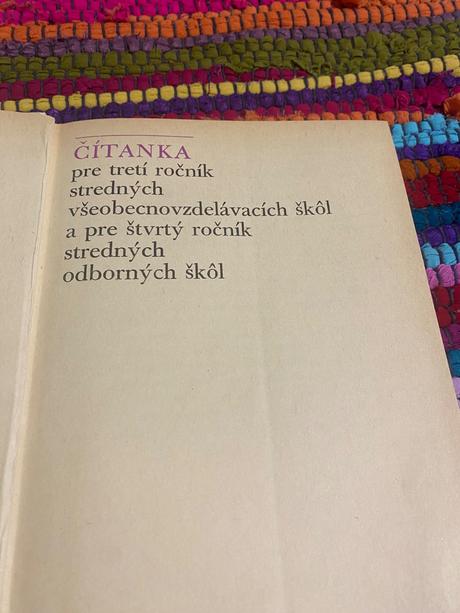 ČÍTANKA
pre tretí ročník
stredných
všeobecnovzdelávacích škôl
a pre štvrtý ročník
stredných
odborných škôl